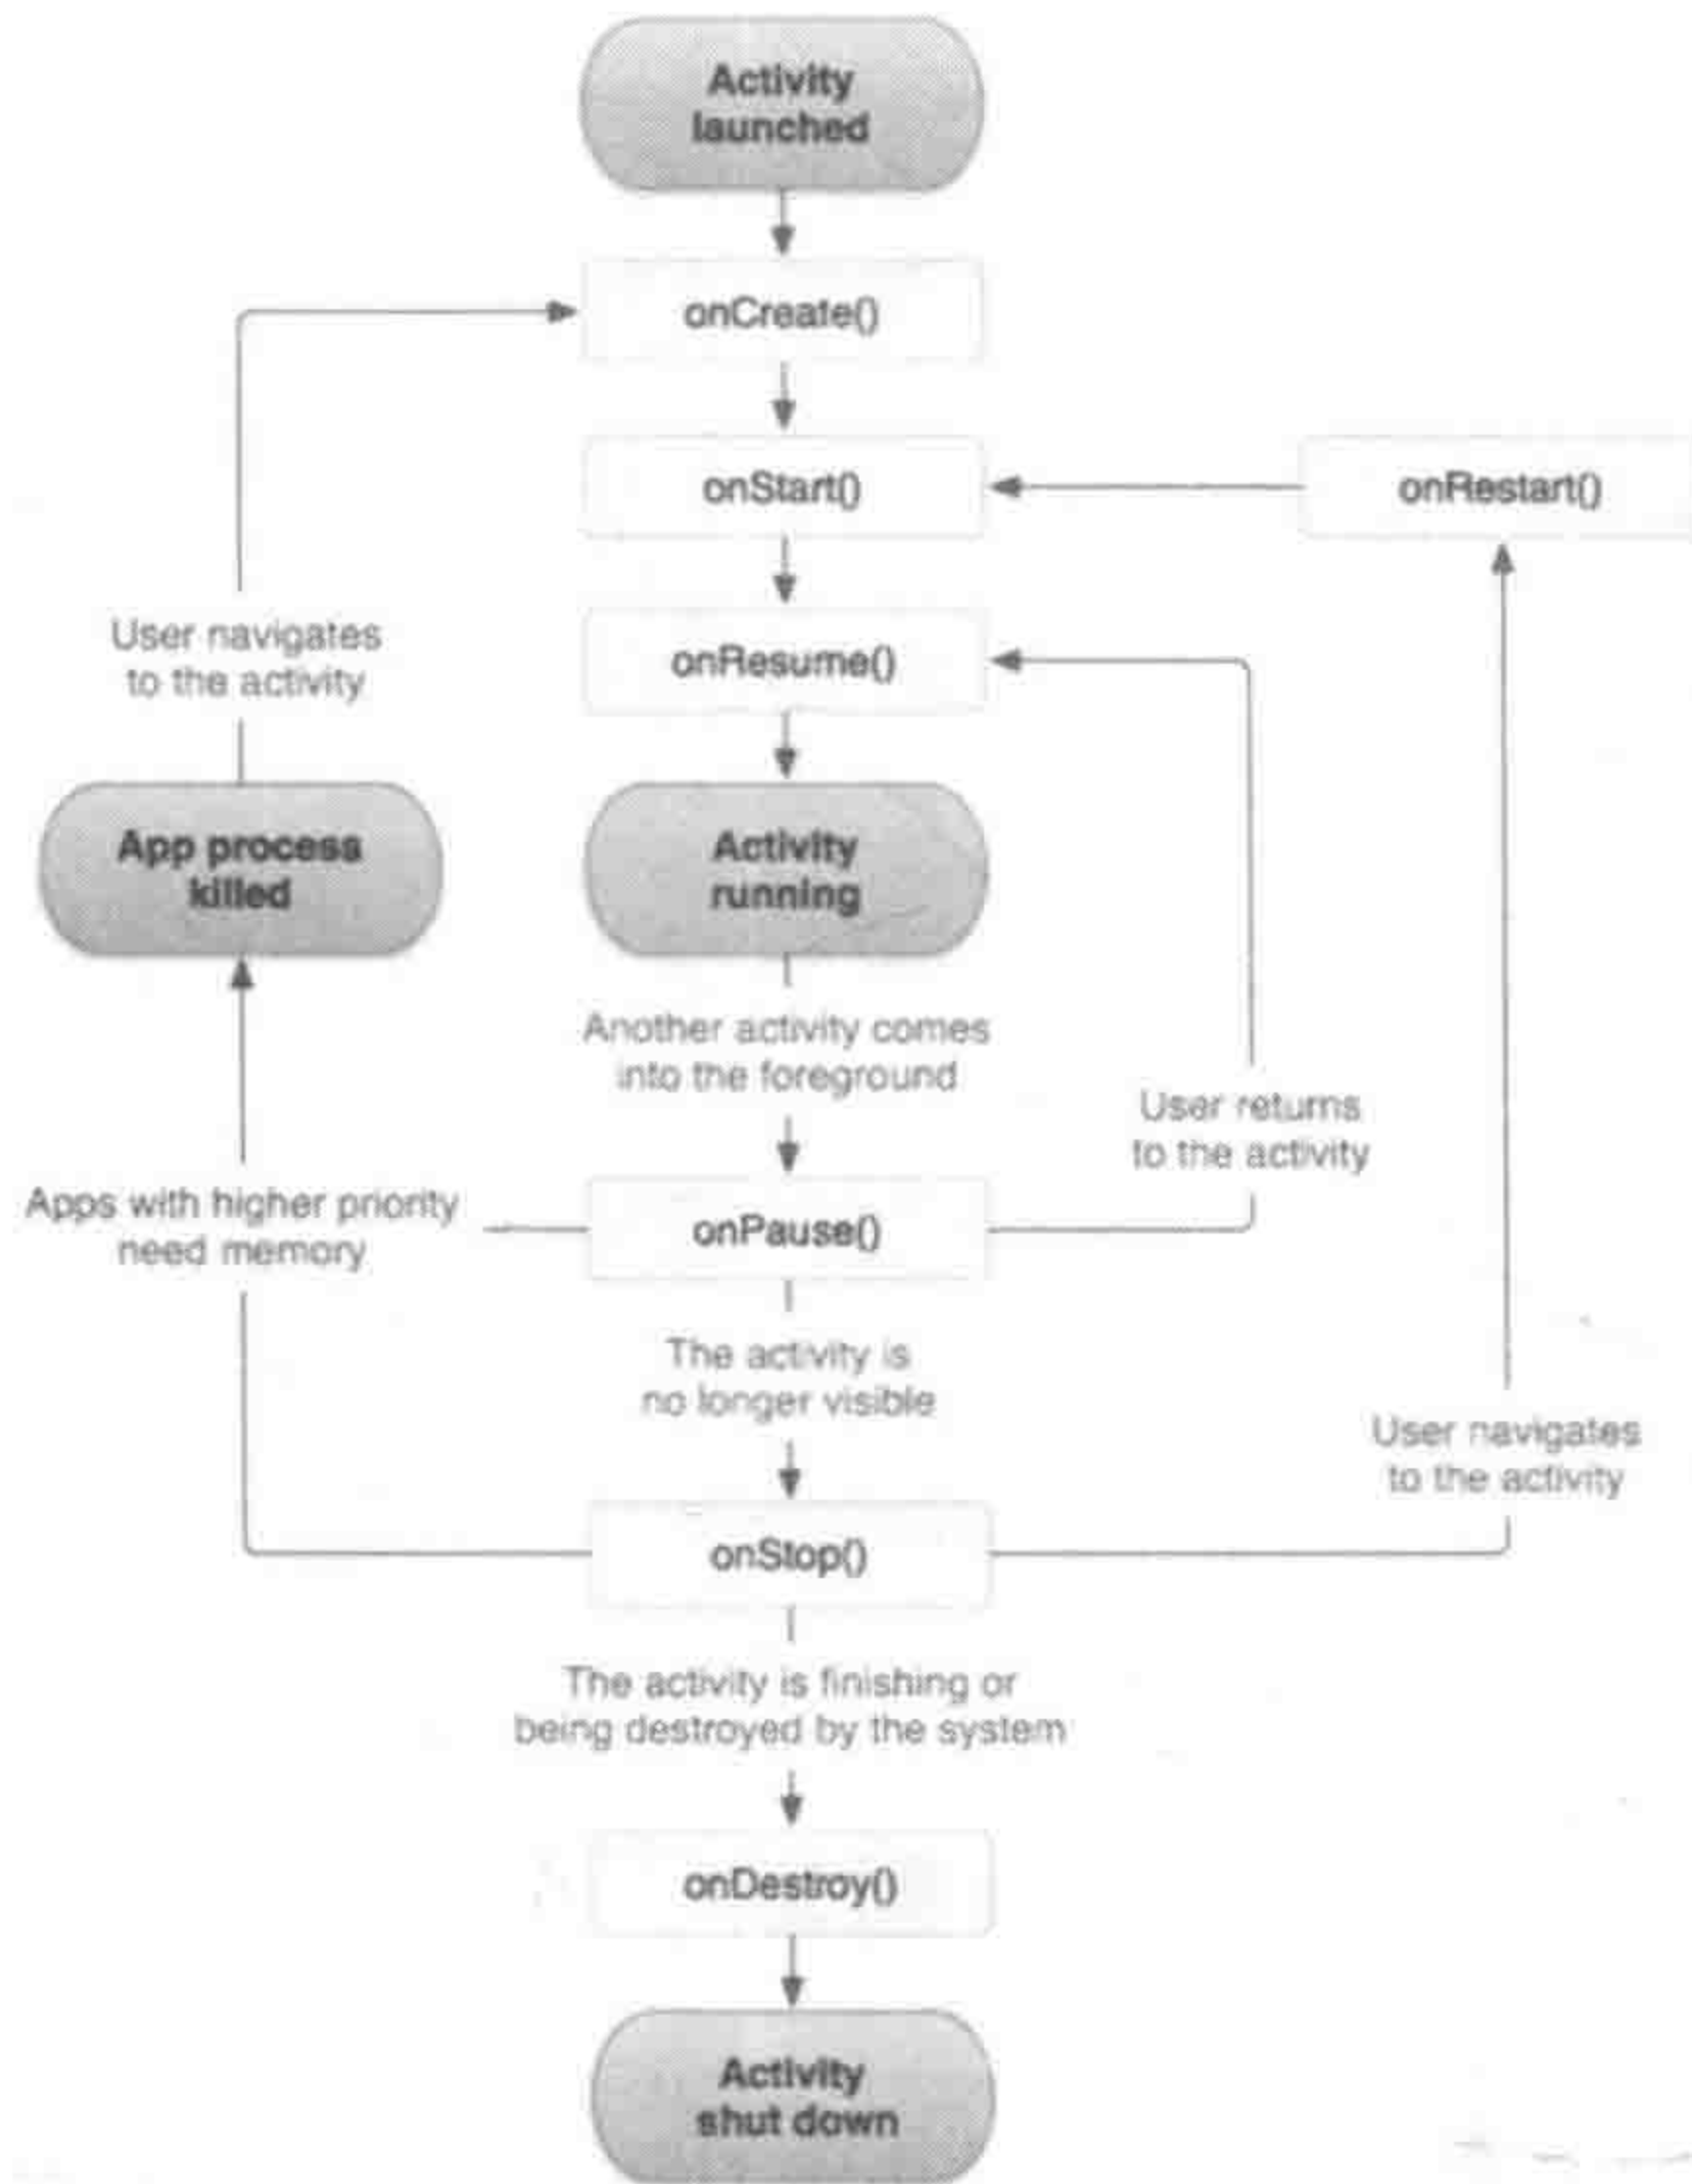 Activity
launched
onCreate()
onStart()
onRestart()
User navigates
to the activity
onResume()
App process
killed
Activity
running
Another activity comes
into the foreground
User returns
to the activity
Apps with higher priority
need memory
onPause()
The activity is
no longer visible
User navigates
to the activity
onStop()
The activity is finishing or
being destroyed by the system
onDestroy()
Activity
shut down